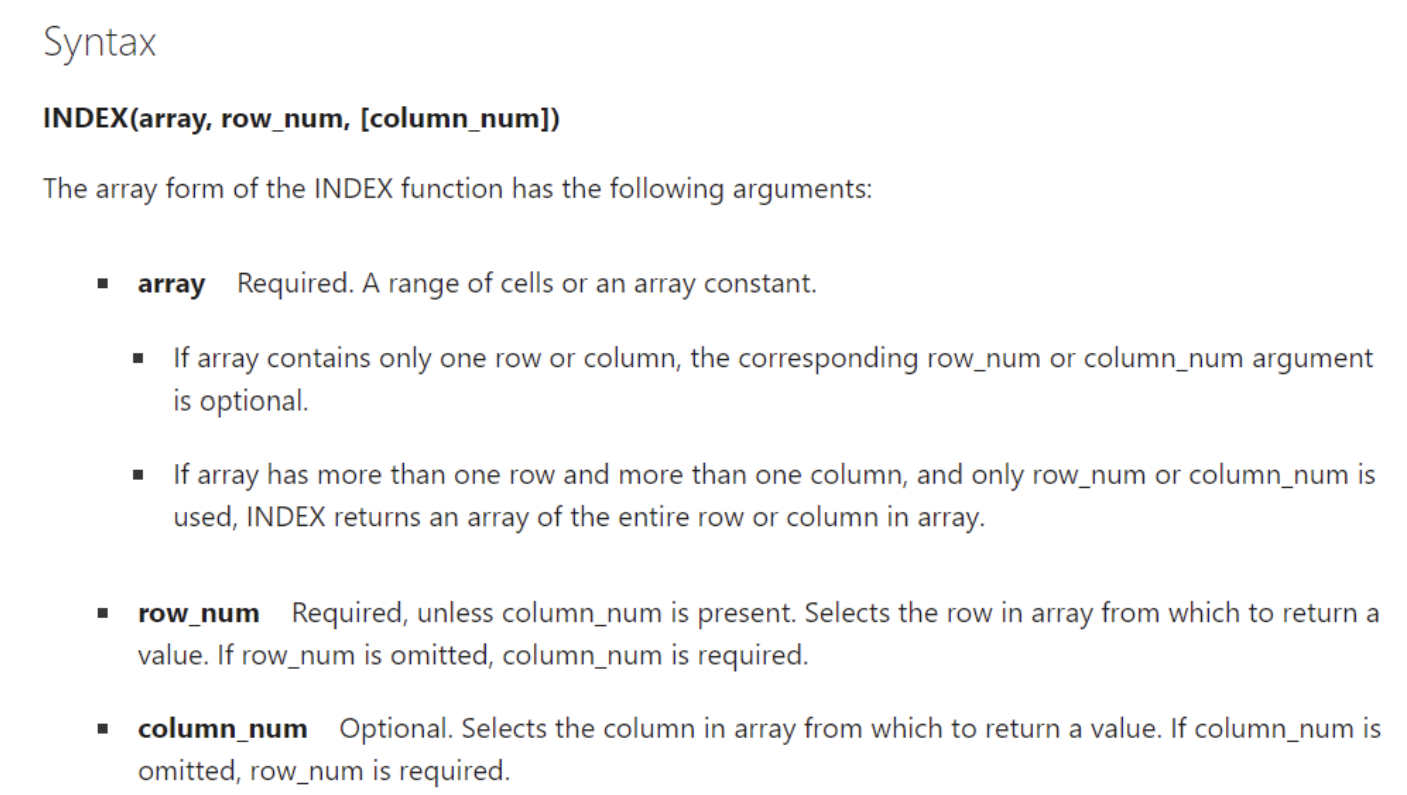 Syntax
INDEX(array, row_num, [column_num])
The array form of the INDEX function has the following arguments:
▪ array Required. A range of cells or an array constant.
▪ If array contains only one row or column, the corresponding row_num or column_num argument
is optional.
▪ If array has more than one row and more than one column, and only row_num or column_num is
used, INDEX returns an array of the entire row or column in array.
▪ row_num Required, unless column_num is present. Selects the row in array from which to return a
value. If row_num is omitted, column_num is required.
▪ column_num Optional. Selects the column in array from which to return a value. If column_num is
omitted, row_num is required.